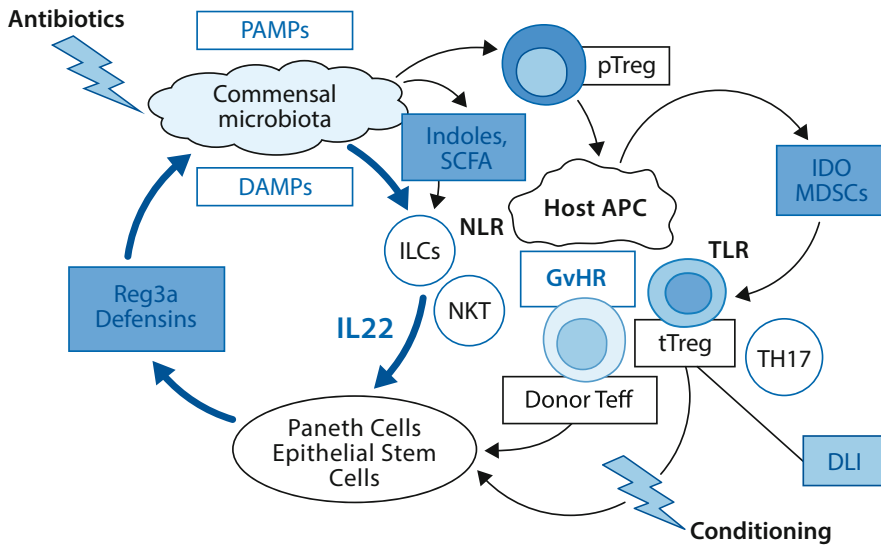 Antibiotics
PAMPs
Commensal
microbiota
DAMPs
Indoles,
SCFA
pTreg
Host APC
IDO
MDSCs
NLR
ILCs
NKT
IL22
Reg3a
Defensins
GvHR
TLR
tTreg
TH17
Donor Teff
Paneth Cells
Epithelial Stem
Cells
DLI
Conditioning